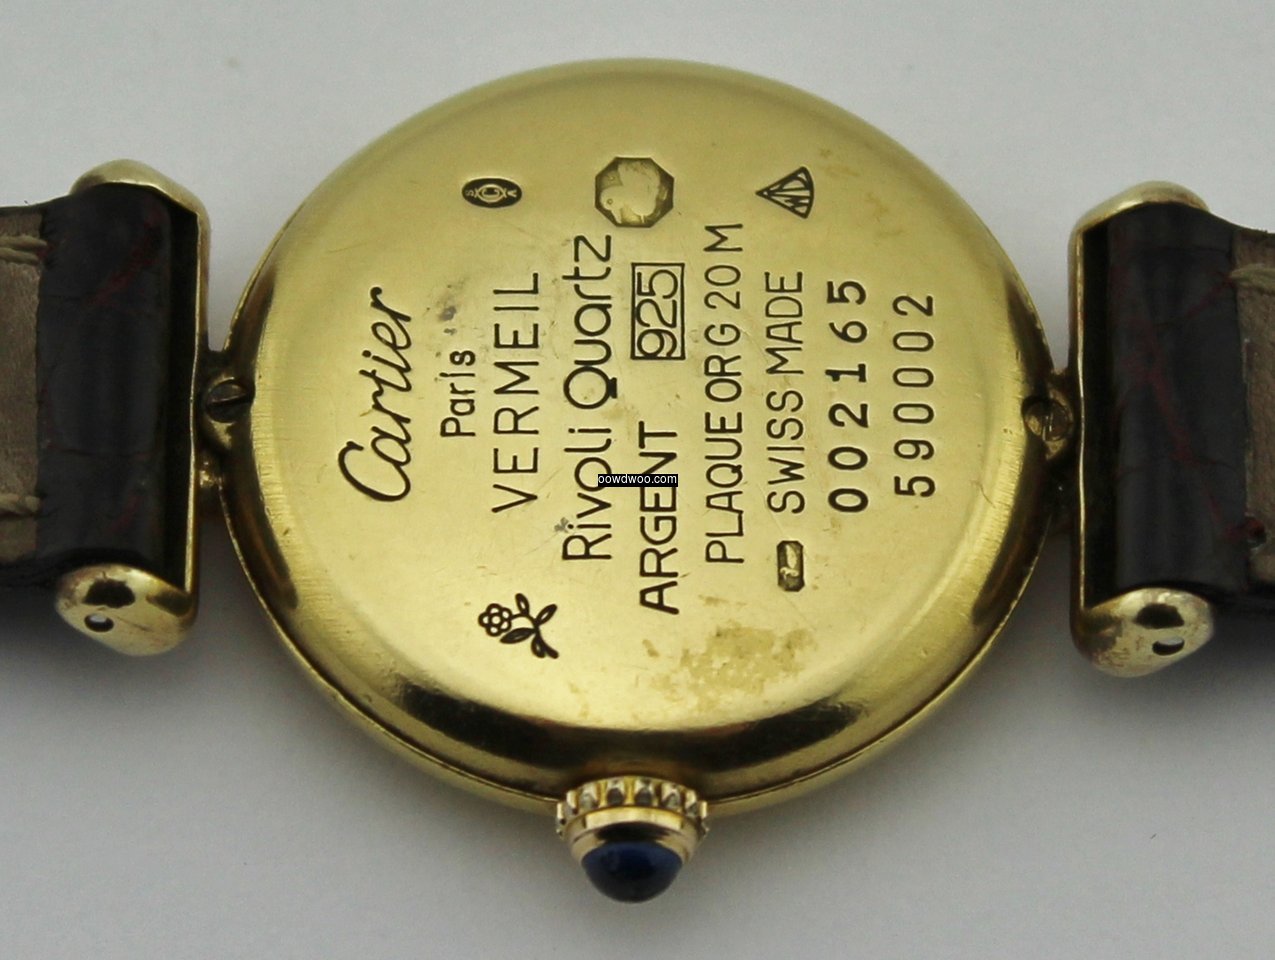 Cartier
Paris
VERMEIL
Rivoli Quartz
ARGENT 925
PLAQUE OR G 20 M
SWISS MADE
002165
590002
oowdwoo.com